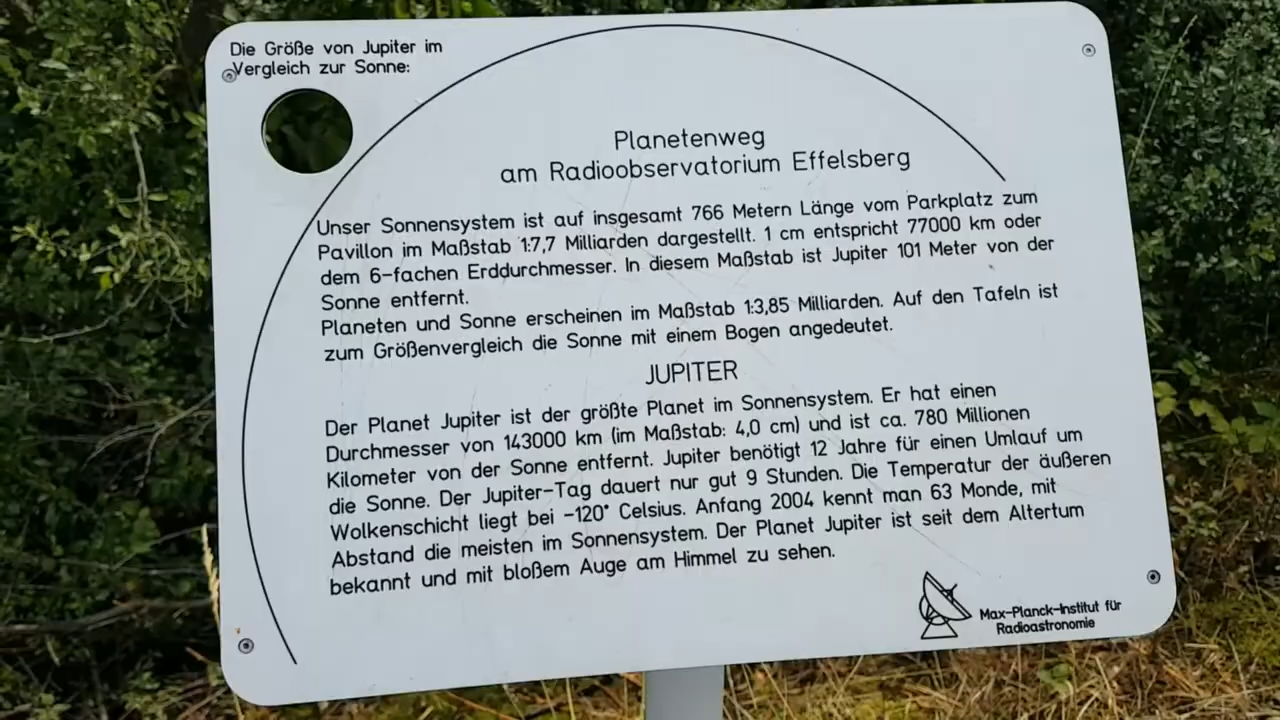 Die Größe von Jupiter im
Vergleich zur Sonne:
Planetenweg
am Radioobservatorium Effelsberg
Unser Sonnensystem ist auf insgesamt 766 Metern Länge vom Parkplatz zum
Pavillon im Maßstab 1:7,7 Milliarden dargestellt. 1 cm entspricht 77000 km oder
dem 6-fachen Erddurchmesser. In diesem Maßstab ist Jupiter 101 Meter von der
Sonne entfernt.
Planeten und Sonne erscheinen im Maßstab 1:3,85 Milliarden. Auf den Tafeln ist
zum Größenvergleich die Sonne mit einem Bogen angedeutet.
JUPITER
Der Planet Jupiter ist der größte Planet im Sonnensystem. Er hat einen
Durchmesser von 143000 km (im Maßstab: 4,0 cm) und ist ca. 780 Millionen
Kilometer von der Sonne entfernt. Jupiter benötigt 12 Jahre für einen Umlauf um
die Sonne. Der Jupiter-Tag dauert nur gut 9 Stunden. Die Temperatur der äußeren
Wolkenschicht liegt bei -120° Celsius. Anfang 2004 kennt man 63 Monde, mit
Abstand die meisten im Sonnensystem. Der Planet Jupiter ist seit dem Altertum
bekannt und mit bloßem Auge am Himmel zu sehen.
Max-Planck-Institut für
Radioastronomie